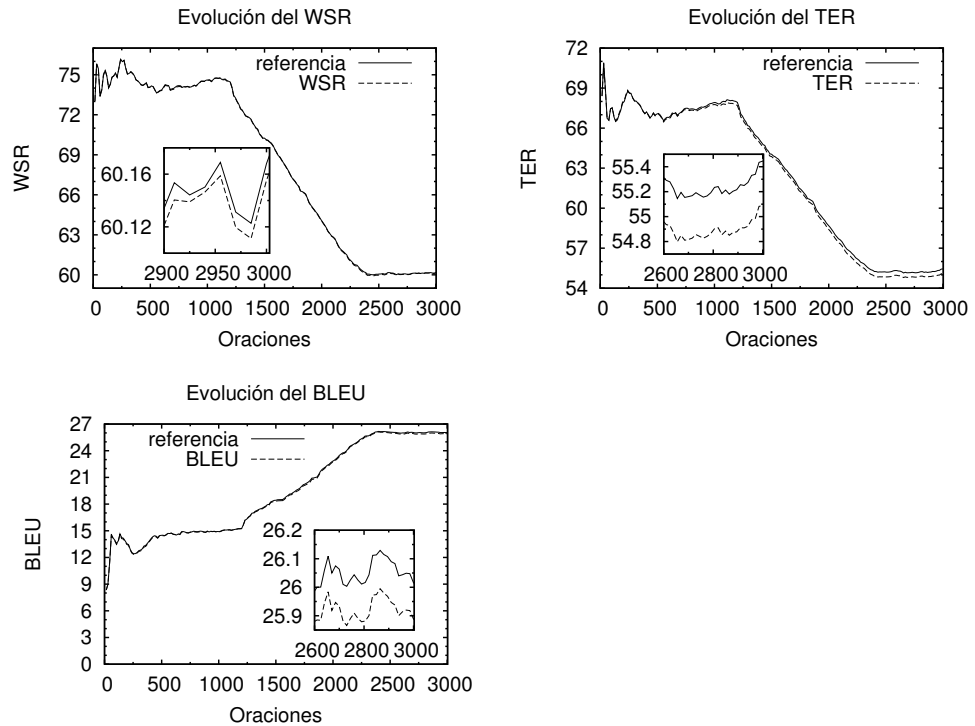 Evolución del WSR
referencia
WSR
75
72
69
66
63
60
WSR
60.16
60.12
2900 2950 3000
0 500 1000 1500 2000 2500 3000
Oraciones
Evolución del TER
referencia
TER
72
69
66
63
60
57
54
TER
55.4
55.2
55
54.8
2600 2800 3000
0 500 1000 1500 2000 2500 3000
Oraciones
Evolución del BLEU
referencia
BLEU
27
24
21
18
15
12
9
6
3
0
BLEU
26.2
26.1
26
25.9
2600 2800 3000
0 500 1000 1500 2000 2500 3000
Oraciones